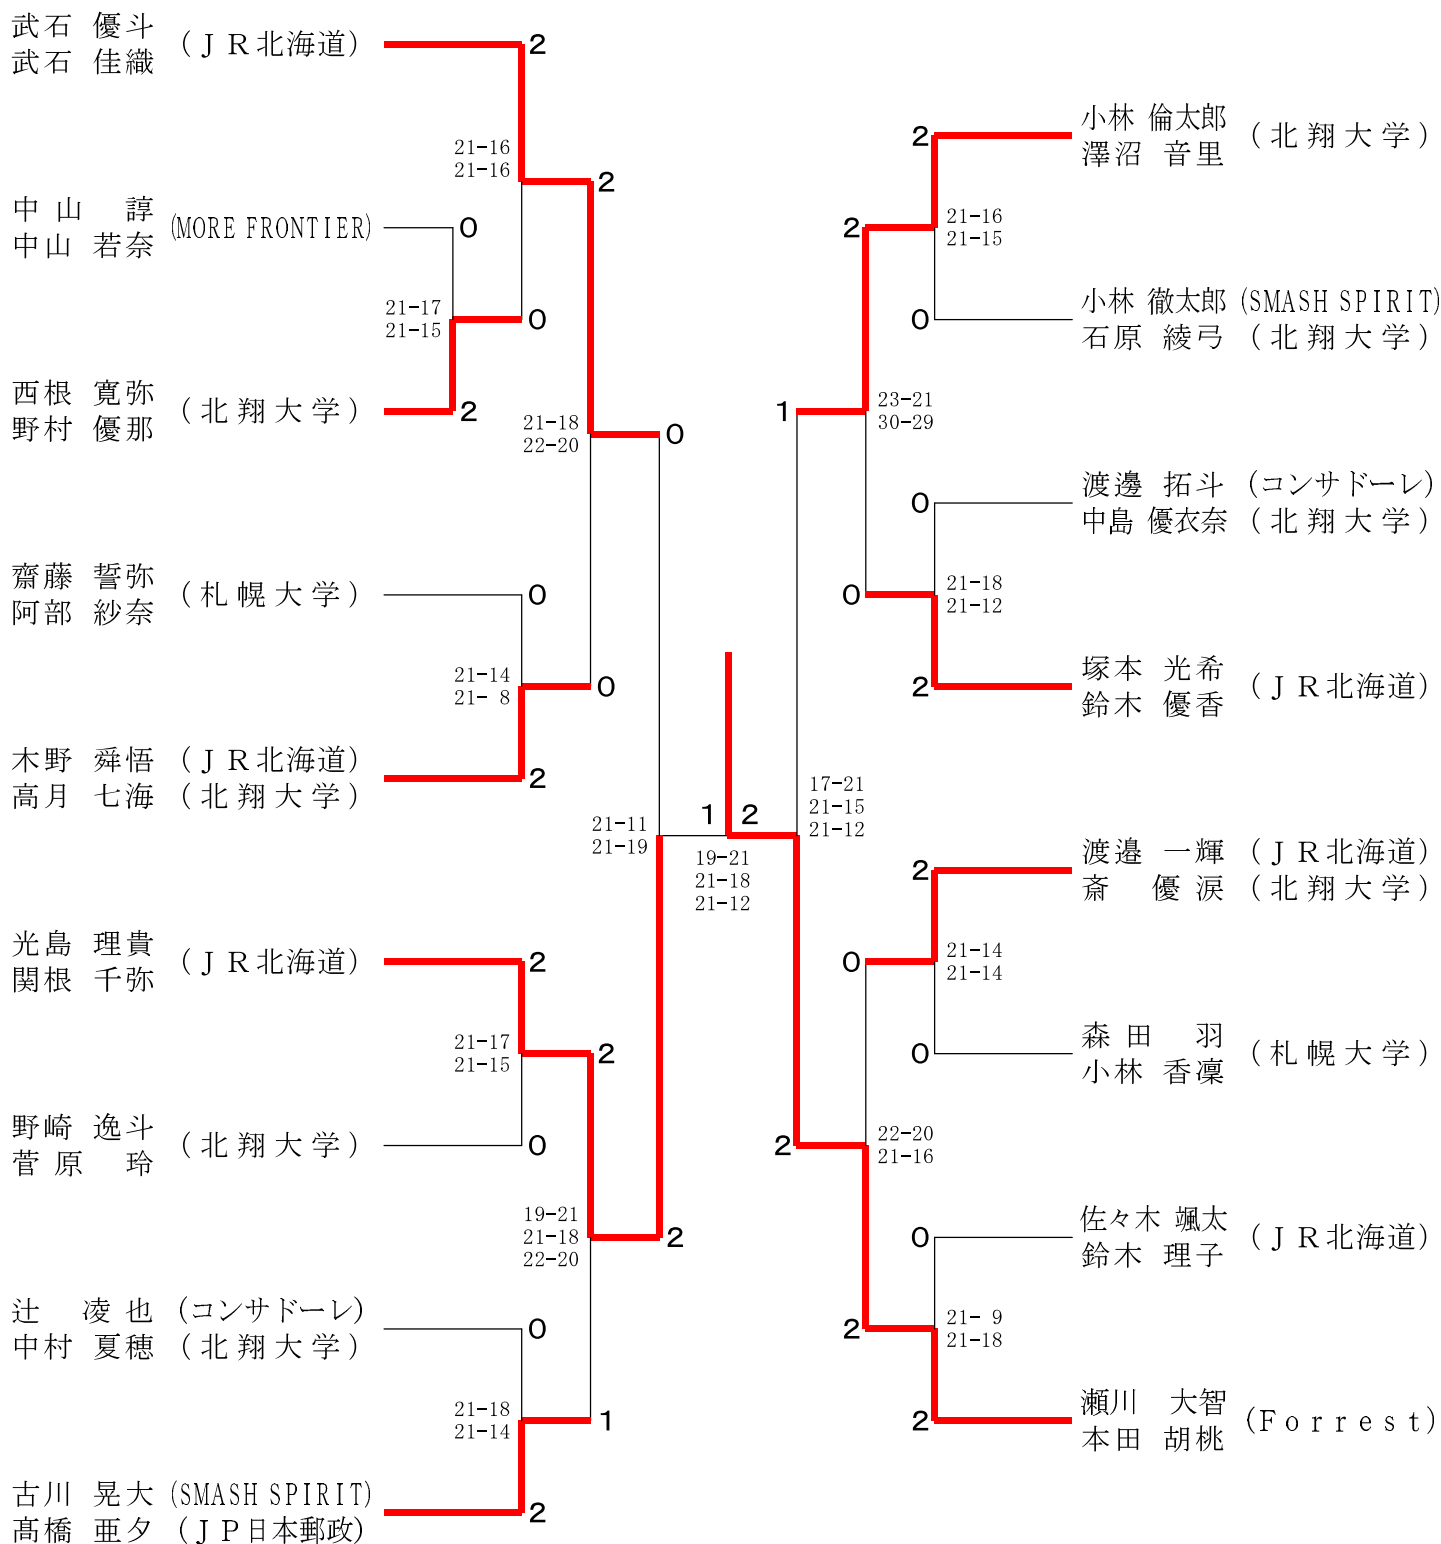 武石 優斗
武石 佳織
(ＪＲ北海道)
2
21-16
21-16
2
中山 諄
中山 若奈
(MORE FRONTIER)
0
21-17
21-15
0
西根 寛弥
野村 優那
(北翔大学)
2
21-18
22-20
0
齋藤 誓弥
阿部 紗奈
(札幌大学)
0
21-14
21- 8
0
木野 舜悟 (ＪＲ北海道)
高月 七海 (北翔大学)
2
21-11
21-19
1
2
19-21
21-18
21-12
光島 理貴
関根 千弥
(ＪＲ北海道)
2
21-17
21-15
2
野崎 逸斗
菅原 玲
(北翔大学)
0
19-21
21-18
22-20
2
辻 凌也 (コンサドーレ)
中村 夏穂 (北翔大学)
0
21-18
21-14
1
古川 晃大 (SMASH SPIRIT)
髙橋 亜夕 (ＪＰ日本郵政)
2
小林 倫太郎
澤沼 音里
(北翔大学)
2
2
21-16
21-15
小林 徹太郎 (SMASH SPIRIT)
石原 綾弓 (北翔大学)
0
1
23-21
30-29
渡邊 拓斗 (コンサドーレ)
中島 優衣奈 (北翔大学)
0
0
21-18
21-12
塚本 光希
鈴木 優香
(ＪＲ北海道)
2
17-21
21-15
21-12
渡邉 一輝 (ＪＲ北海道)
斎 優涙 (北翔大学)
2
0
21-14
21-14
森田 羽
小林 香凜
(札幌大学)
0
2
22-20
21-16
佐々木 颯太
鈴木 理子
(ＪＲ北海道)
0
2
21- 9
21-18
瀬川 大智
本田 胡桃
(Forrest)
2